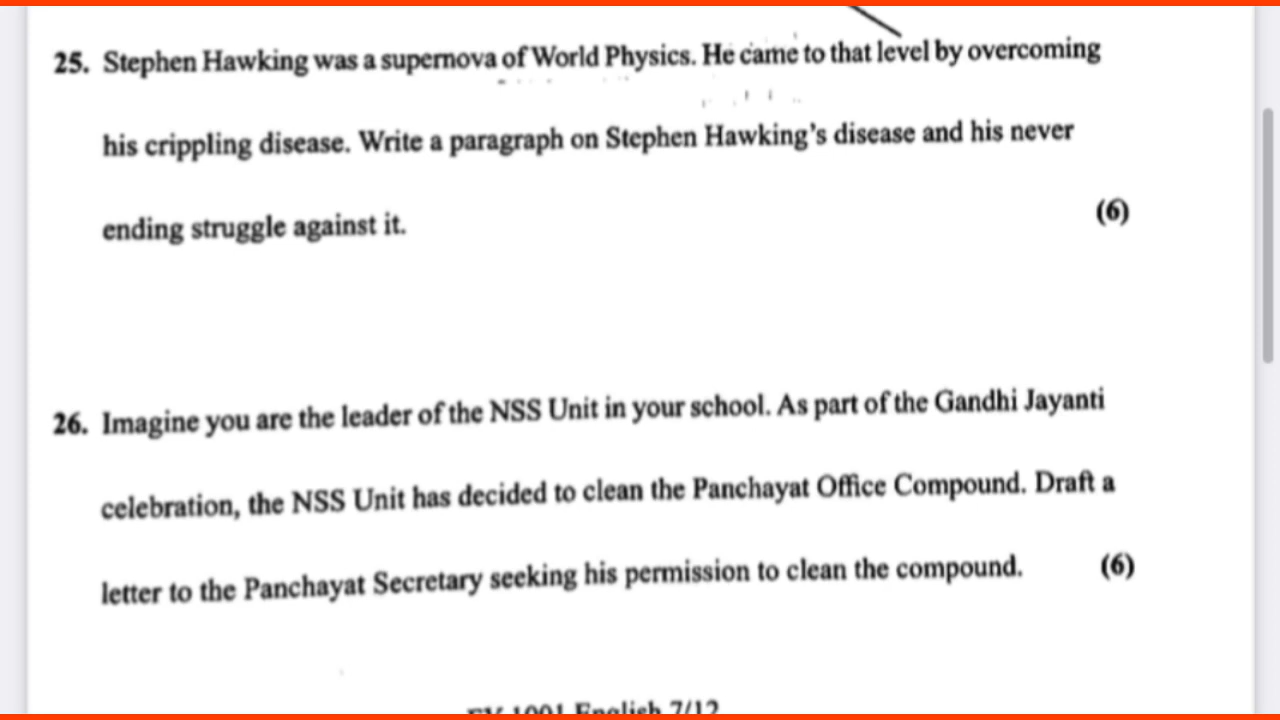 25. Stephen Hawking was a supernova of World Physics. He came to that level by overcoming
his crippling disease. Write a paragraph on Stephen Hawking's disease and his never
ending struggle against it.
(6)
26. Imagine you are the leader of the NSS Unit in your school. As part of the Gandhi Jayanti
celebration, the NSS Unit has decided to clean the Panchayat Office Compound. Draft a
letter to the Panchayat Secretary seeking his permission to clean the compound. (6)
1001 English 7/12